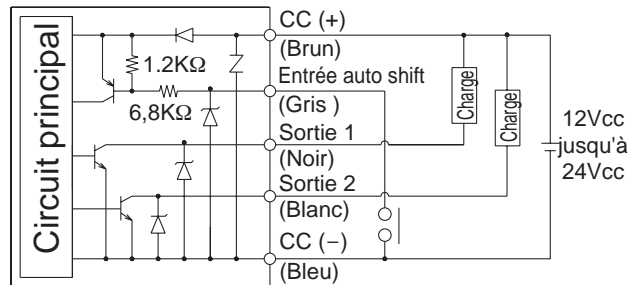 Circuit principal
CC (+)
(Brun)
1.2KΩ
Entrée auto shift
(Gris )
6,8KΩ
Sortie 1
(Noir)
Sortie 2
(Blanc)
CC (−)
(Bleu)
Charge
Charge
12Vcc
jusqu'à
24Vcc